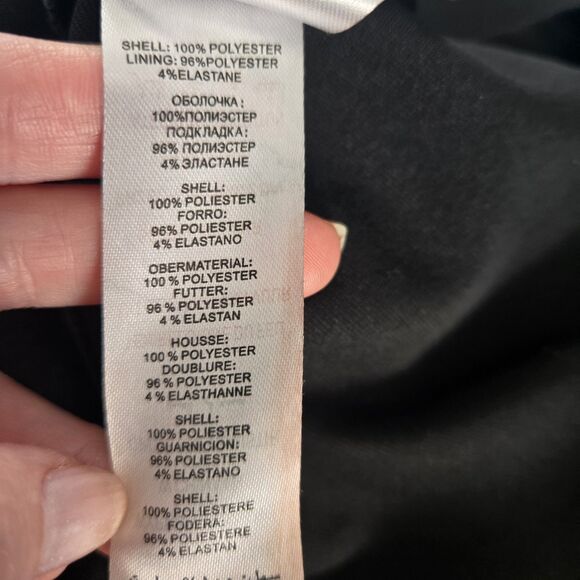 SHELL: 100% POLYESTER
LINING: 96%POLYESTER
4%ELASTANE
ОБОЛОЧКА:
100%ПОЛИЭСТЕР
ПОДКЛАДКА:
96% ПОЛИЭСТЕР
4% ЭЛАСТАНЕ
SHELL:
100% POLIESTER
FORRO:
96% POLIESTER
4% ELASTANO
OBERMATERIAL:
100 % POLYESTER
FUTTER:
96 % POLYESTER
4 % ELASTAN
HOUSSE:
100 % POLYESTER
DOUBLURE:
96 % POLYESTER
4 % ELASTHANNE
SHELL:
100% POLIESTER
GUARNICION:
96% POLIESTER
4% ELASTANO
SHELL:
100% POLIESTERE
FODERA:
96% POLIESTERE
4% ELASTAN